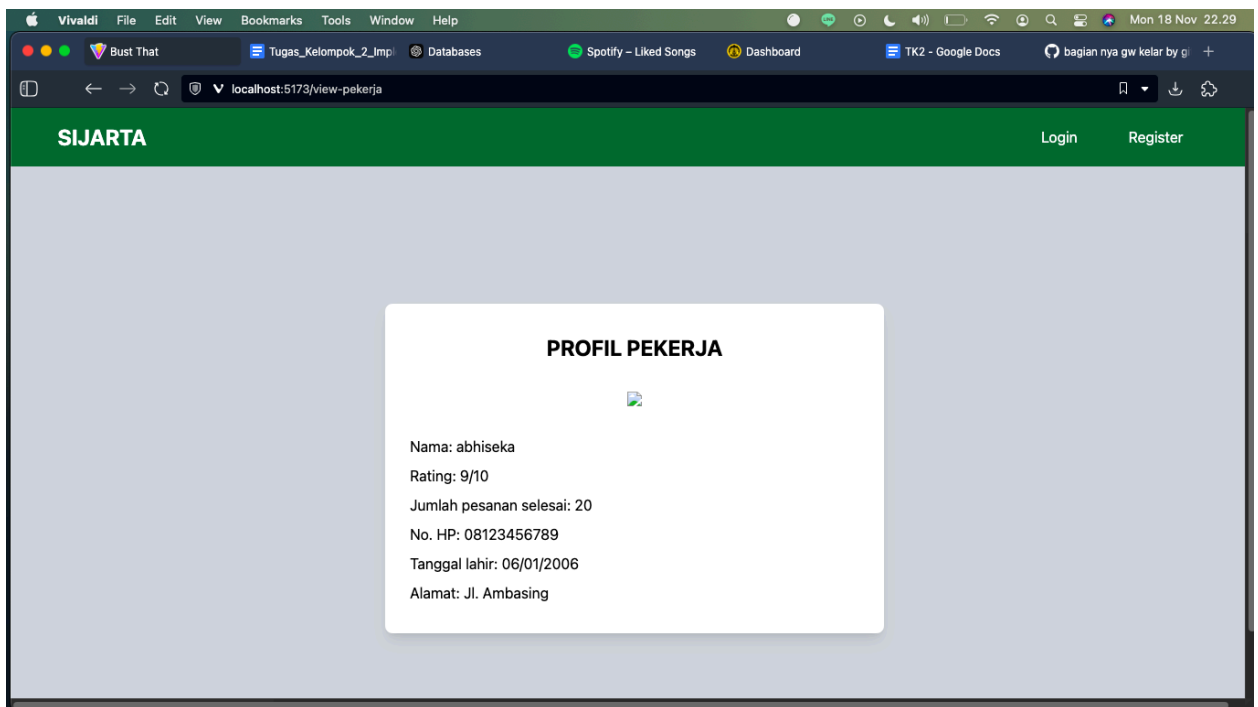 Vivaldi File Edit View Bookmarks Tools Window Help Mon 18 Nov 22.29
Bust That Tugas_Kelompok_2_Impl Databases Spotify – Liked Songs Dashboard TK2 - Google Docs bagian nya gw kelar by gi
localhost:5173/view-pekerja
SIJARTA Login Register
PROFIL PEKERJA
Nama: abhiseka
Rating: 9/10
Jumlah pesanan selesai: 20
No. HP: 08123456789
Tanggal lahir: 06/01/2006
Alamat: Jl. Ambasing